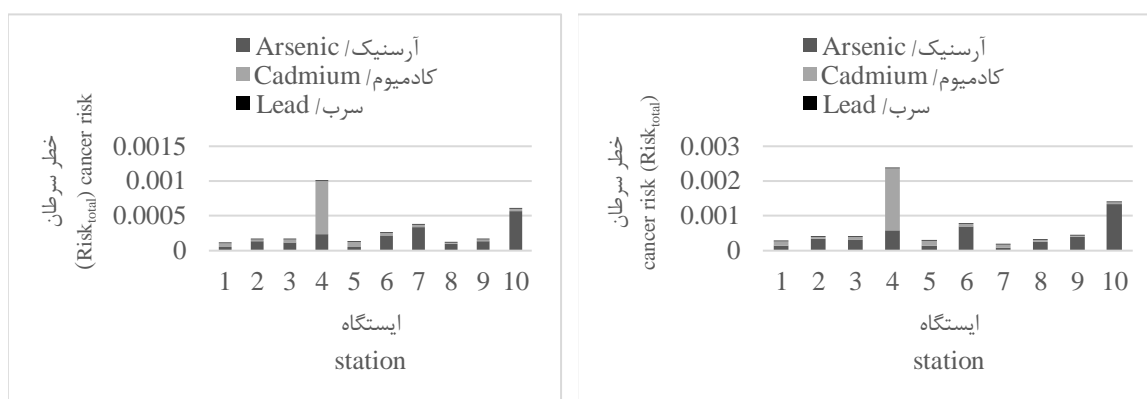 Arsenic /آرسنیک
Cadmium /کادمیوم
Lead /سرب
خطر سرطان
(Risktotal) cancer risk
0.0015
0.001
0.0005
0
1 2 3 4 5 6 7 8 9 10
ایستگاه
station
Arsenic /آرسنیک
Cadmium /کادمیوم
Lead /سرب
خطر سرطان
cancer risk (Risktotal)
0.003
0.002
0.001
0
1 2 3 4 5 6 7 8 9 10
ایستگاه
station